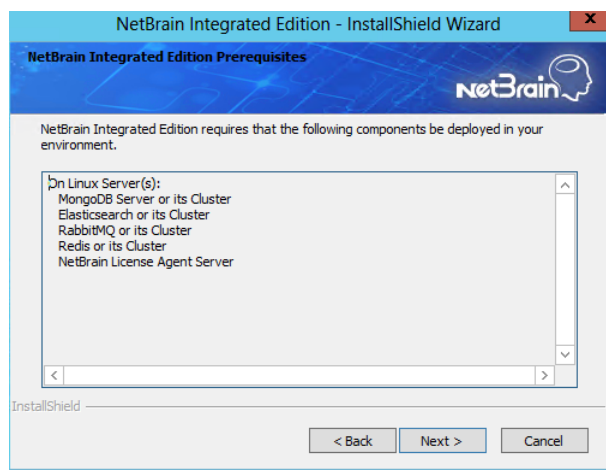 NetBrain Integrated Edition - InstallShield Wizard
x
NetBrain Integrated Edition Prerequisites
NetBrain
NetBrain Integrated Edition requires that the following components be deployed in your
environment.
On Linux Server(s):
MongoDB Server or its Cluster
Elasticsearch or its Cluster
RabbitMQ or its Cluster
Redis or its Cluster
NetBrain License Agent Server
InstallShield
< Back
Next >
Cancel